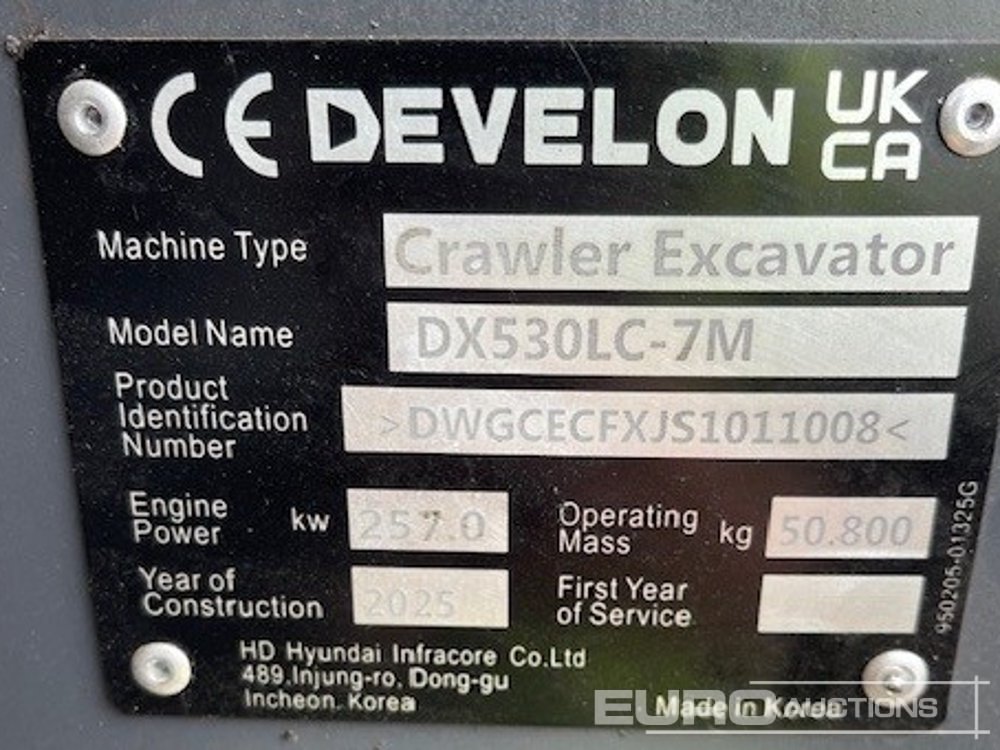 CE DEVELON UK
CA
Machine Type Crawler Excavator
Model Name DX530LC-7M
Product
Identification
Number >DWGCECFXJS1011008<
Engine
Power kw 257.0
Operating
Mass kg 50.800
Year of
Construction 2025
First Year
of Service
HD Hyundai Infracore Co.Ltd
489.Injung-ro. Dong-gu
Incheon. Korea
Made in Korea
950205-01325G
EURO AUCTIONS